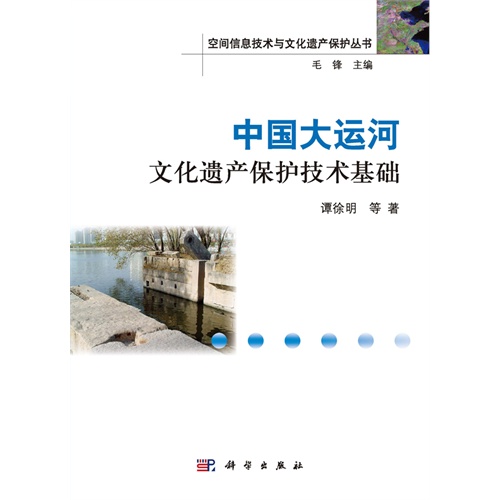 空间信息技术与文化遗产保护丛书
毛 锋 主编
中国大运河
文化遗产保护技术基础
谭徐明 等 著
科学出版社